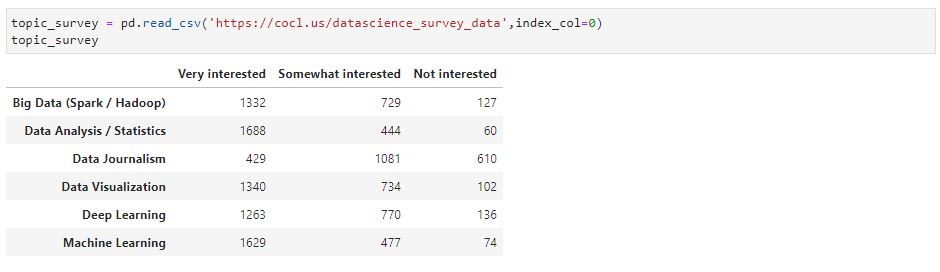 topic_survey = pd.read_csv('https://cocl.us/datascience_survey_data',index_col=0)
topic_survey
Very interested Somewhat interested Not interested
Big Data (Spark / Hadoop) 1332 729 127
Data Analysis / Statistics 1688 444 60
Data Journalism 429 1081 610
Data Visualization 1340 734 102
Deep Learning 1263 770 136
Machine Learning 1629 477 74